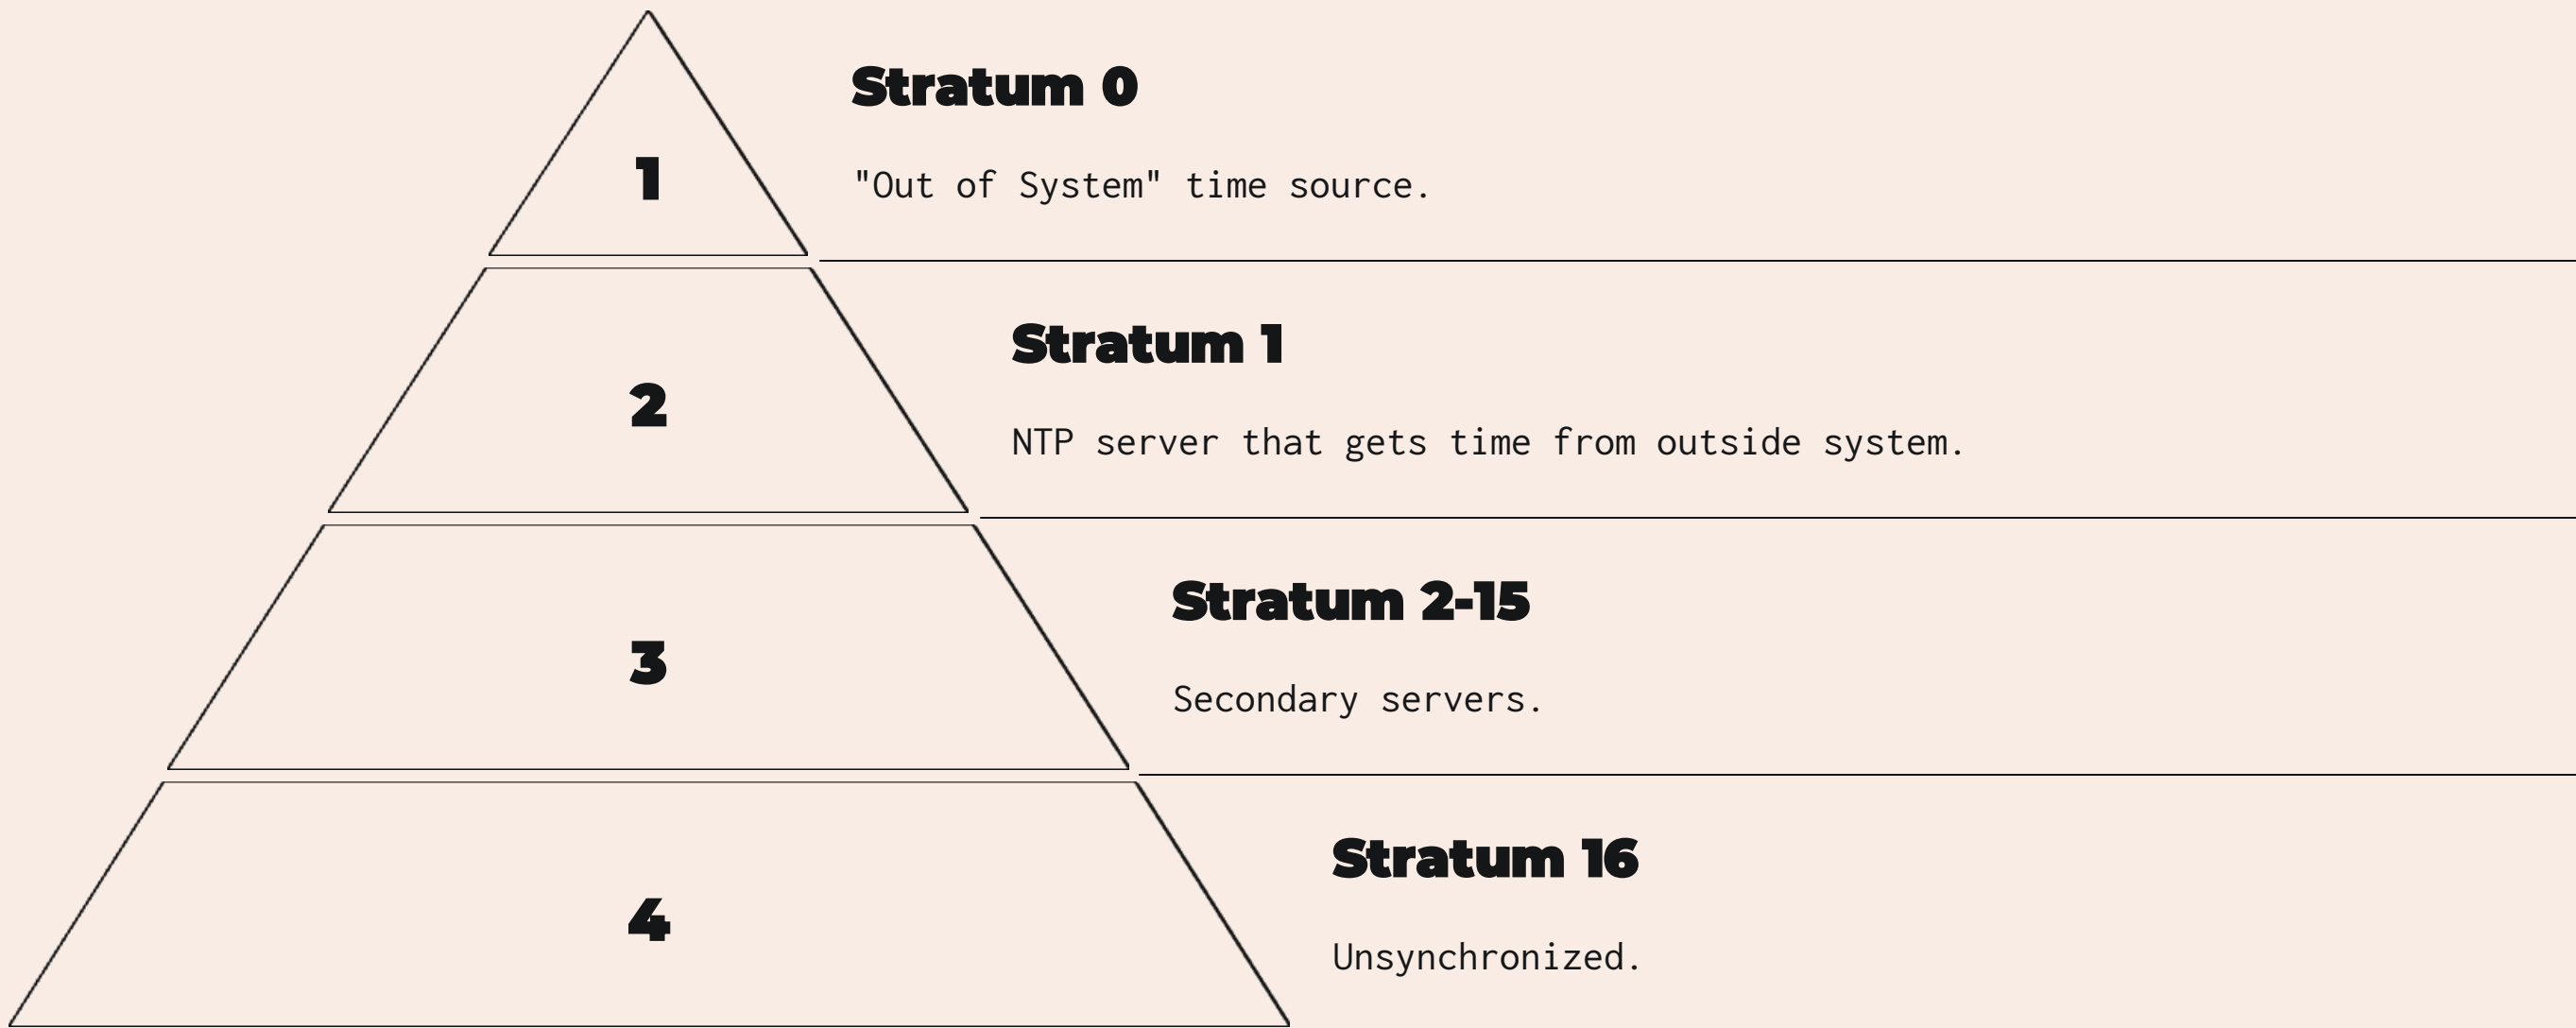 Stratum 0
1
"Out of System" time source.
Stratum 1
2
NTP server that gets time from outside system.
Stratum 2-15
3
Secondary servers.
Stratum 16
4
Unsynchronized.